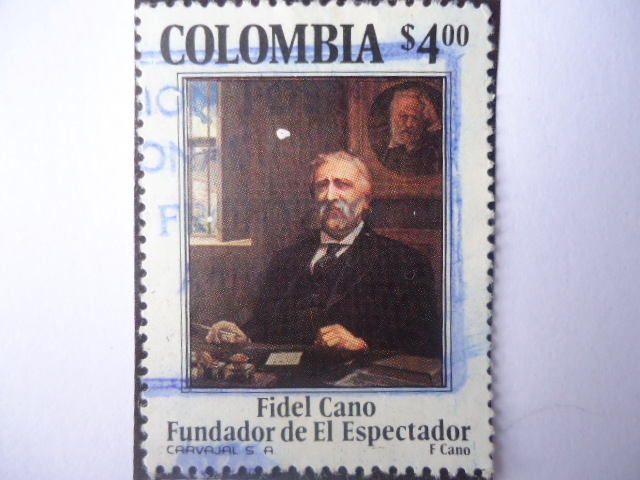 COLOMBIA $4.00
Fidel Cano
Fundador de El Espectador
CARVAJAL S. A F Cano